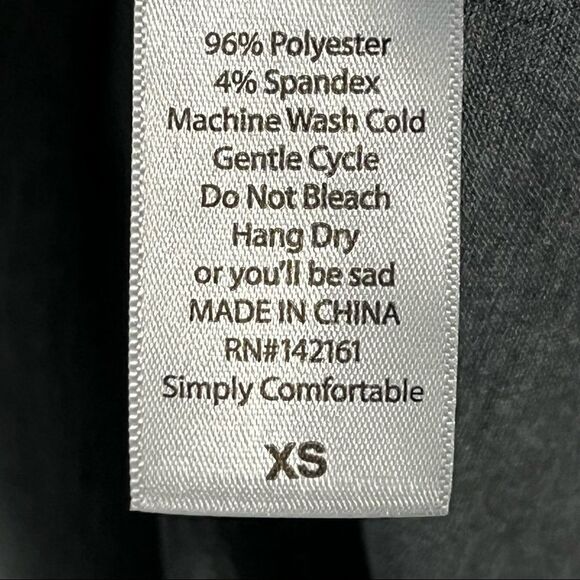 96% Polyester
4% Spandex
Machine Wash Cold
Gentle Cycle
Do Not Bleach
Hang Dry
or you'll be sad
MADE IN CHINA
RN#142161
Simply Comfortable
XS